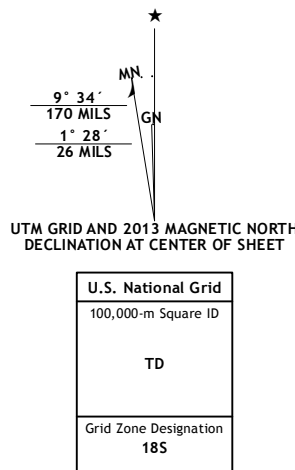 ★
MN
GN
9° 34´
170 MILS
1° 28´
26 MILS
UTM GRID AND 2013 MAGNETIC NORTH
DECLINATION AT CENTER OF SHEET
U.S. National Grid
100,000-m Square ID
TD
Grid Zone Designation
18S